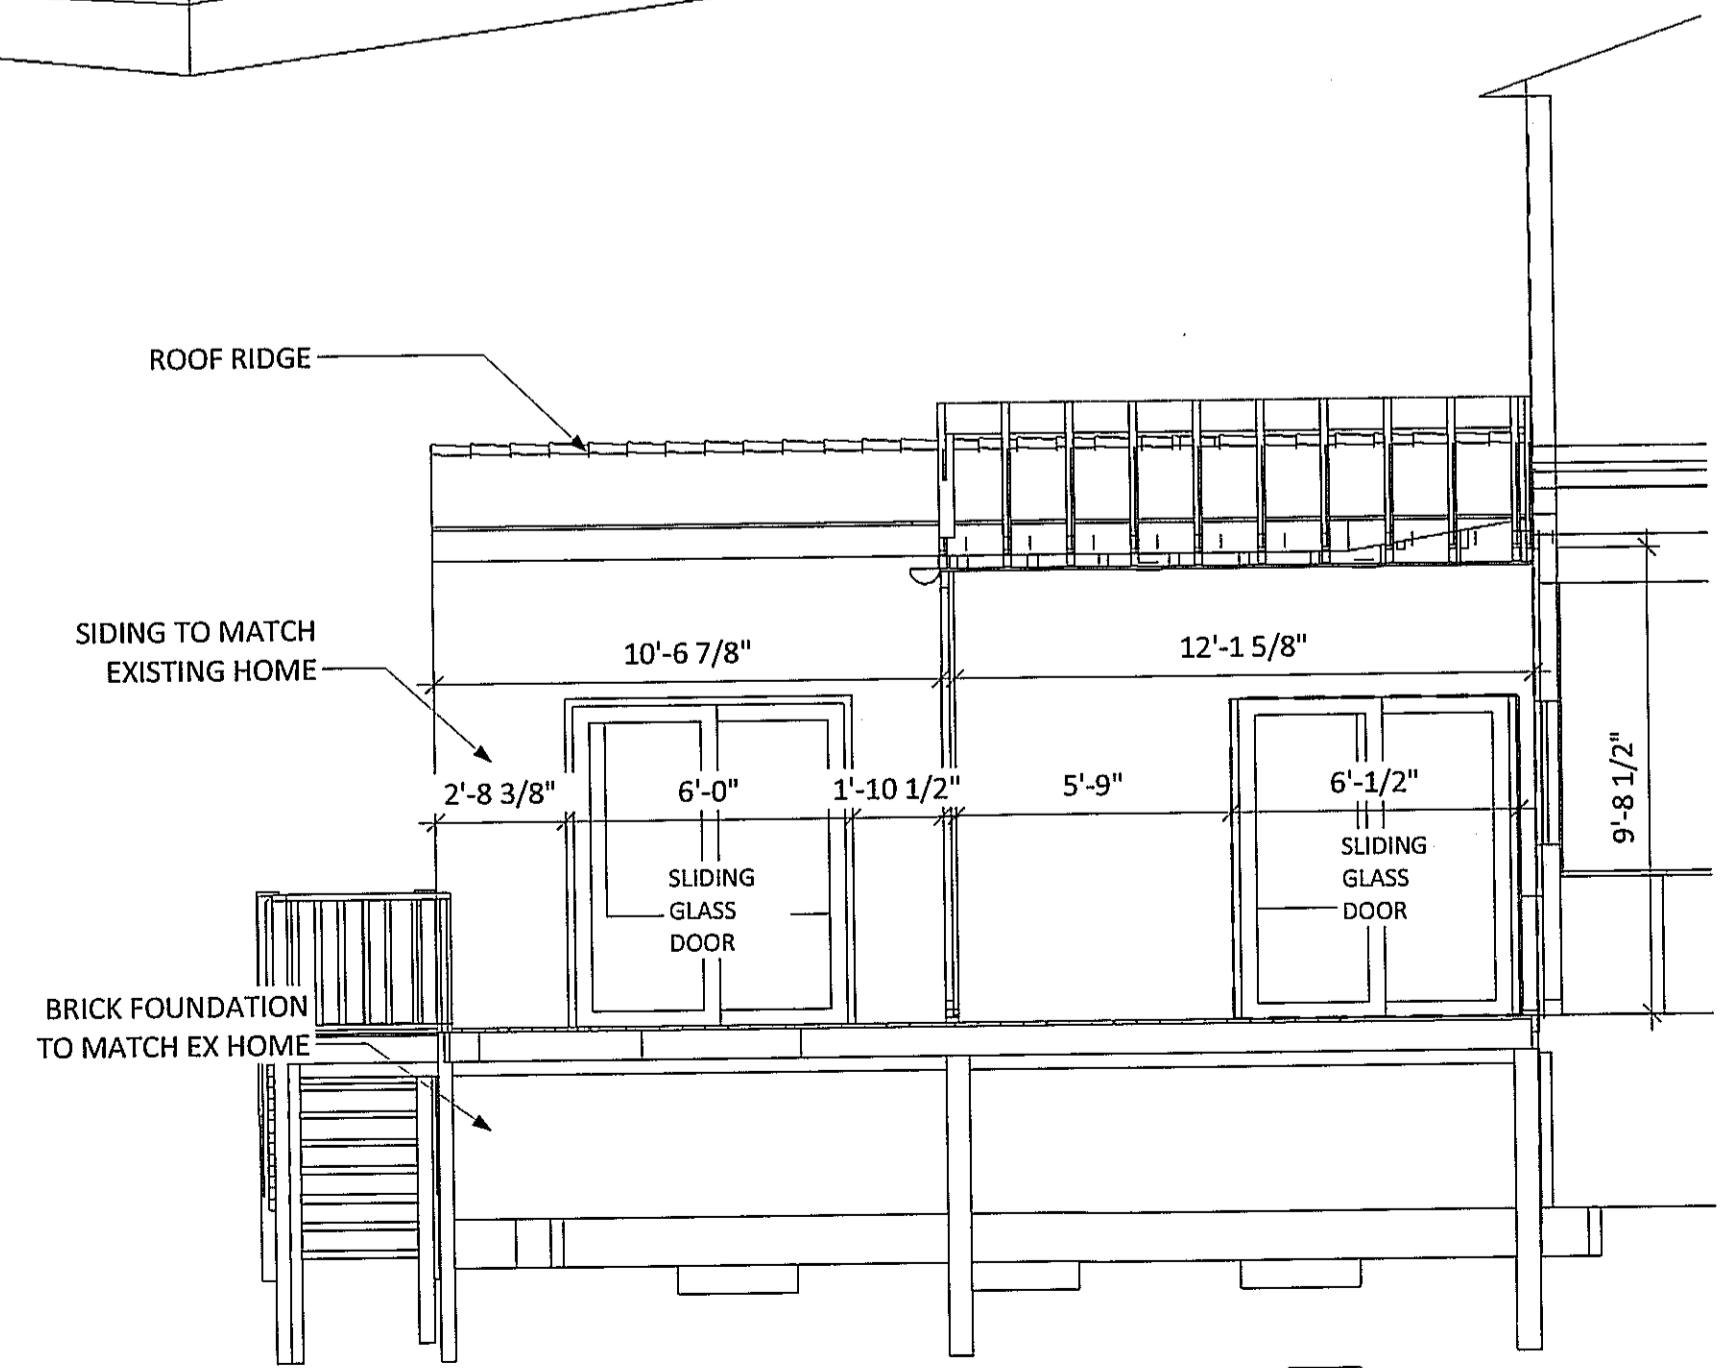 ROOF RIDGE
SIDING TO MATCH
EXISTING HOME
10'-6 7/8"
12'-1 5/8"
2'-8 3/8"
6'-0"
1'-10 1/2"
5'-9"
6'-1/2"
9'-8 1/2"
SLIDING
GLASS
DOOR
SLIDING
GLASS
DOOR
BRICK FOUNDATION
TO MATCH EX HOME